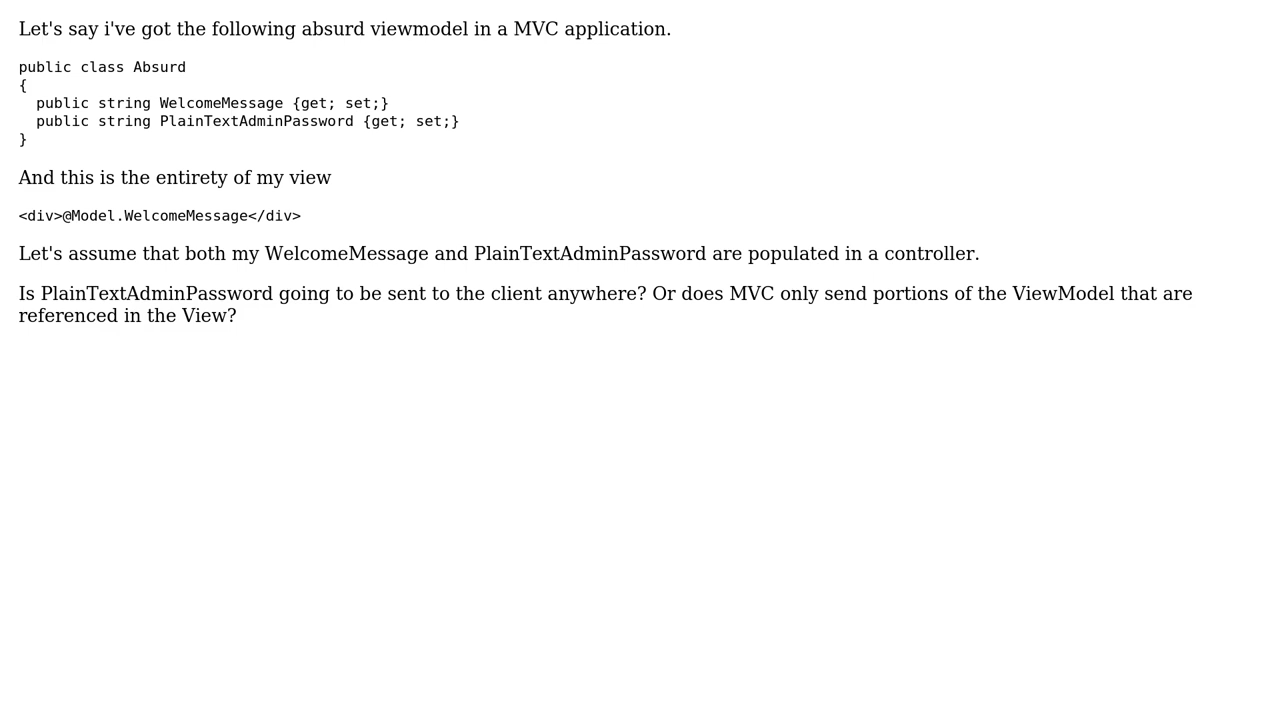 Let's say i've got the following absurd viewmodel in a MVC application.
public class Absurd
{
  public string WelcomeMessage {get; set;}
  public string PlainTextAdminPassword {get; set;}
}
And this is the entirety of my view
<div>@Model.WelcomeMessage</div>
Let's assume that both my WelcomeMessage and PlainTextAdminPassword are populated in a controller.
Is PlainTextAdminPassword going to be sent to the client anywhere? Or does MVC only send portions of the ViewModel that are
referenced in the View?